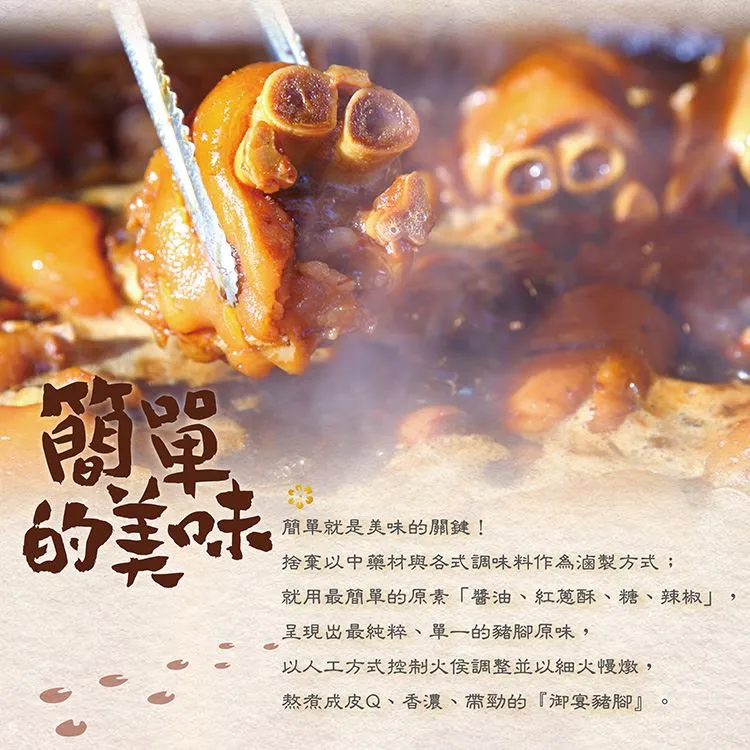 簡單
的美味
簡單就是美味的關鍵！
捨棄以中藥材與各式調味料作為滷製方式；
就用最簡單的原素「醬油、紅蔥酥、糖、辣椒」，
呈現出最純粹、單一的豬腳原味，
以人工方式控制火侯調整並以細火慢燉，
熬煮成皮Q、香濃、帶勁的『御宴豬腳』。